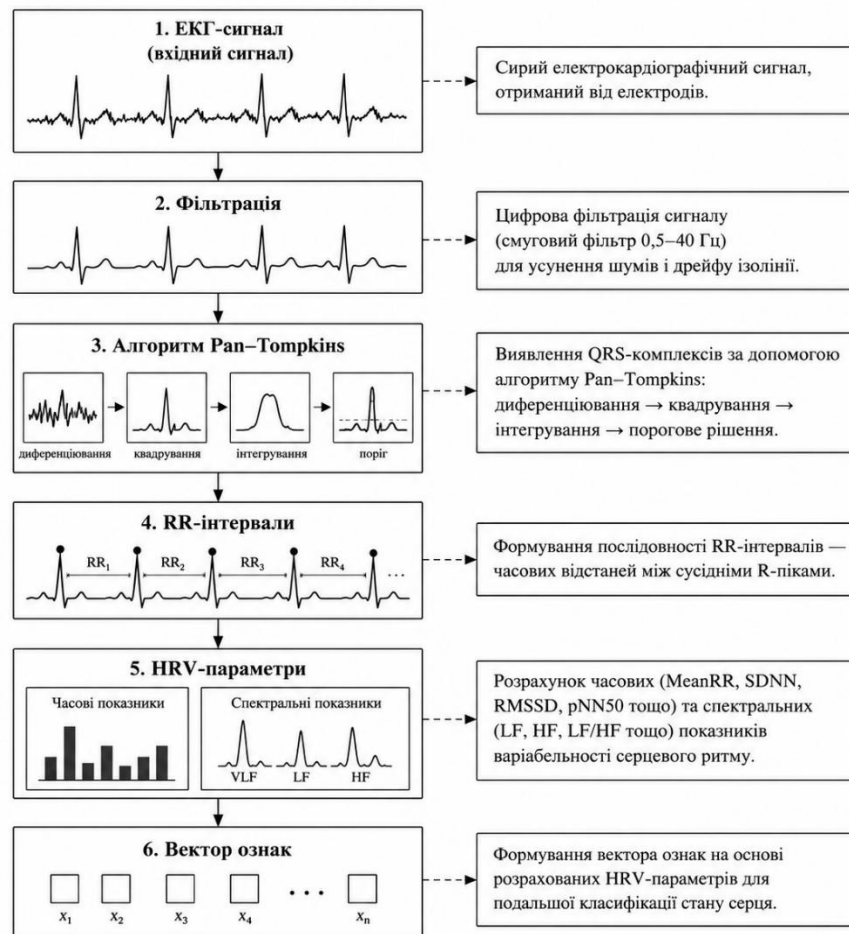 1. ЕКГ-сигнал
(вхідний сигнал)
Сирий електрокардіографічний сигнал,
отриманий від електродів.
2. Фільтрація
Цифрова фільтрація сигналу
(смуговий фільтр 0,5–40 Гц)
для усунення шумів і дрейфу ізолінії.
3. Алгоритм Pan–Tompkins
диференціювання
квадрування
інтегрування
поріг
Виявлення QRS-комплексів за допомогою
алгоритму Pan–Tompkins:
диференціювання → квадрування →
інтегрування → порогове рішення.
4. RR-інтервали
RR₁ RR₂ RR₃ RR₄ ...
Формування послідовності RR-інтервалів —
часових відстаней між сусідніми R-піками.
5. HRV-параметри
Часові показники
Спектральні показники
VLF LF HF
Розрахунок часових (MeanRR, SDNN,
RMSSD, pNN50 тощо) та спектральних
(LF, HF, LF/HF тощо) показників
варіабельності серцевого ритму.
6. Вектор ознак
. . .
x₁ x₂ x₃ x₄ xₙ
Формування вектора ознак на основі
розрахованих HRV-параметрів для
подальшої класифікації стану серця.